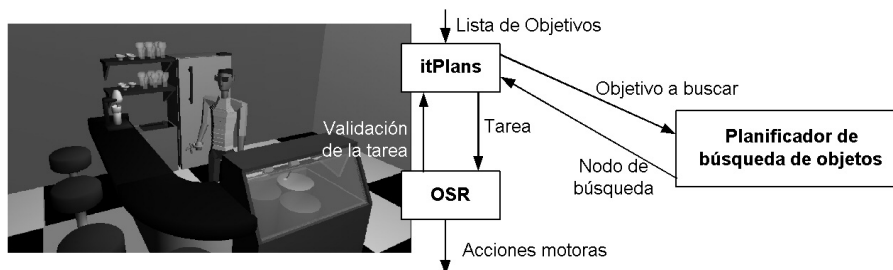 Lista de Objetivos
itPlans
Objetivo a buscar
Validación
de la tarea
Tarea
Planificador de
búsqueda de objetos
Nodo de
búsqueda
OSR
Acciones motoras